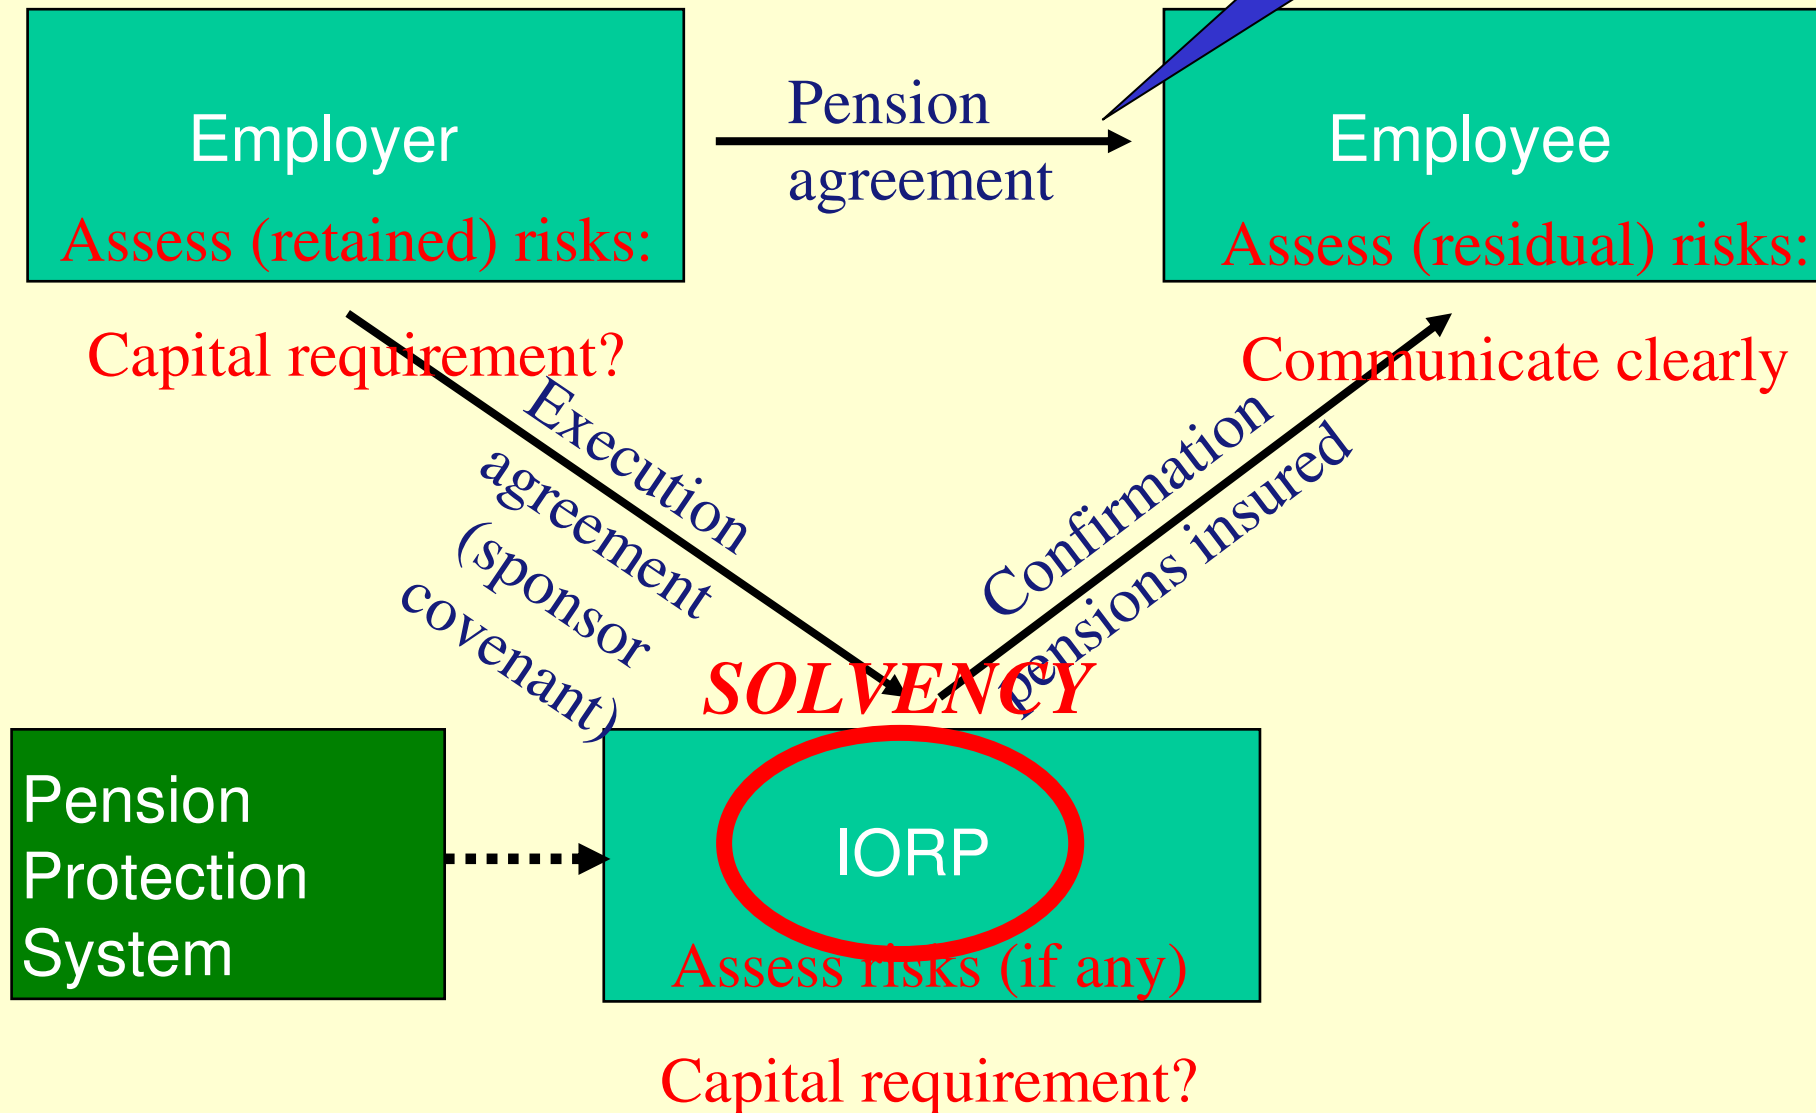 Employer
Assess (retained) risks:
Pension
agreement
Employee
Assess (residual) risks:
Capital requirement?
Communicate clearly
Execution
agreement
(sponsor
covenant)
Confirmation
pensions insured
SOLVENCY
Pension
Protection
System
IORP
Assess risks (if any)
Capital requirement?